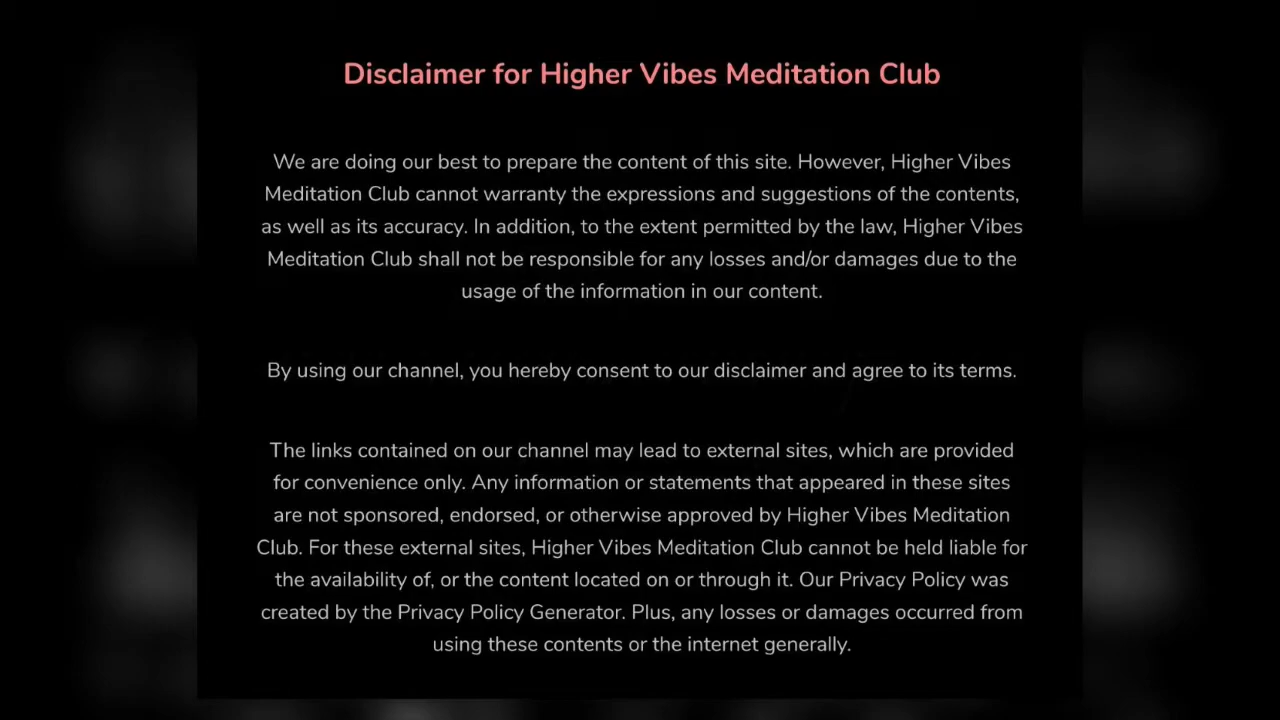 Disclaimer for Higher Vibes Meditation Club
We are doing our best to prepare the content of this site. However, Higher Vibes
Meditation Club cannot warranty the expressions and suggestions of the contents,
as well as its accuracy. In addition, to the extent permitted by the law, Higher Vibes
Meditation Club shall not be responsible for any losses and/or damages due to the
usage of the information in our content.
By using our channel, you hereby consent to our disclaimer and agree to its terms.
The links contained on our channel may lead to external sites, which are provided
for convenience only. Any information or statements that appeared in these sites
are not sponsored, endorsed, or otherwise approved by Higher Vibes Meditation
Club. For these external sites, Higher Vibes Meditation Club cannot be held liable for
the availability of, or the content located on or through it. Our Privacy Policy was
created by the Privacy Policy Generator. Plus, any losses or damages occurred from
using these contents or the internet generally.